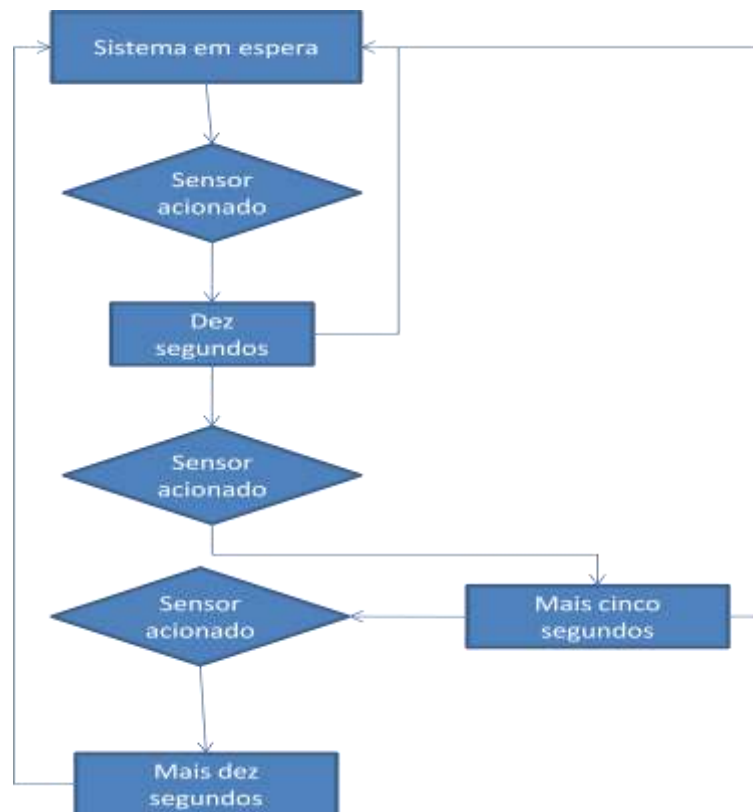 Sistema em espera
Sensor
acionado
Dez
segundos
Sensor
acionado
Sensor
acionado
Mais cinco
segundos
Mais dez
segundos